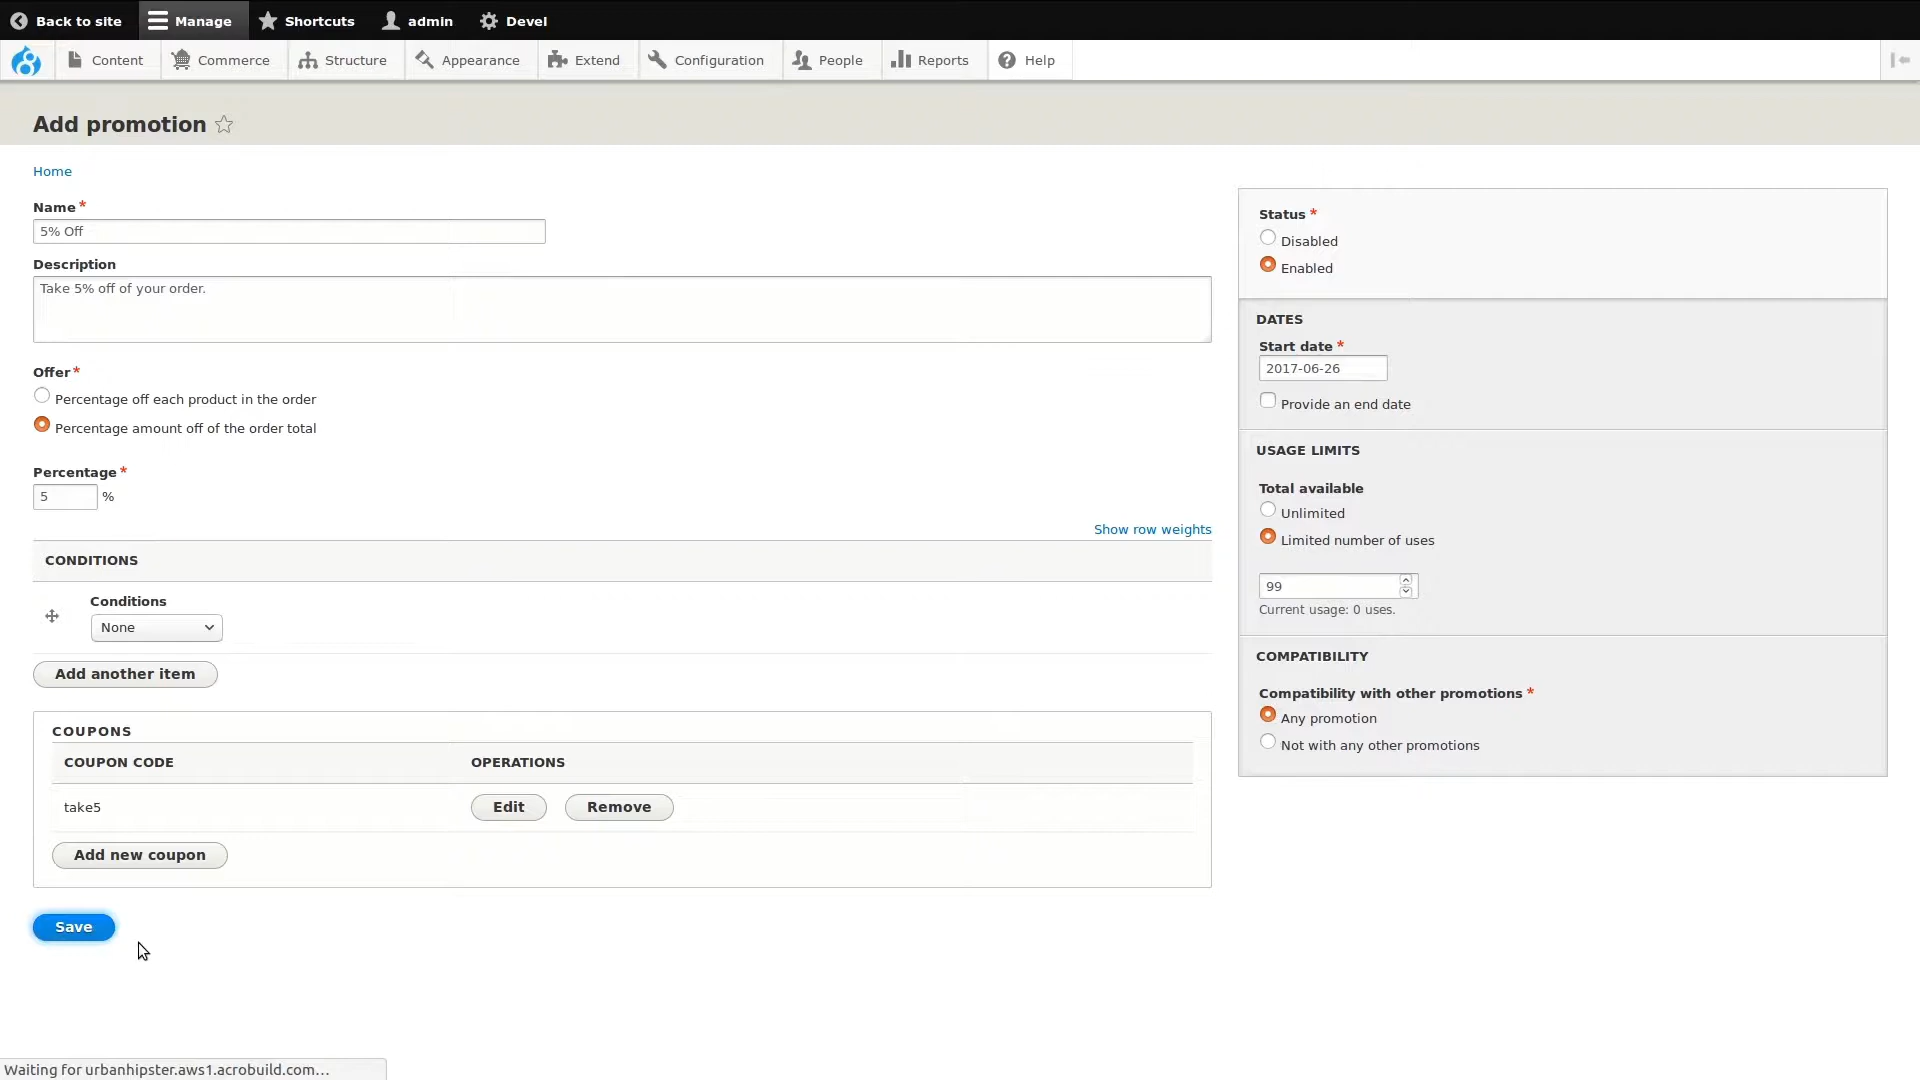 Back to site Manage Shortcuts admin Devel
Content Commerce Structure Appearance Extend Configuration People Reports Help
Add promotion
Home
Name *
5% Off
Description
Take 5% off of your order.
Offer *
Percentage off each product in the order
Percentage amount off of the order total
Percentage *
5 %
Show row weights
CONDITIONS
Conditions
None
Add another item
COUPONS
COUPON CODE OPERATIONS
take5 Edit Remove
Add new coupon
Save
Status *
Disabled
Enabled
DATES
Start date *
2017-06-26
Provide an end date
USAGE LIMITS
Total available
Unlimited
Limited number of uses
99
Current usage: 0 uses.
COMPATIBILITY
Compatibility with other promotions *
Any promotion
Not with any other promotions
Waiting for urbanhipster.aws1.acrobuild.com...